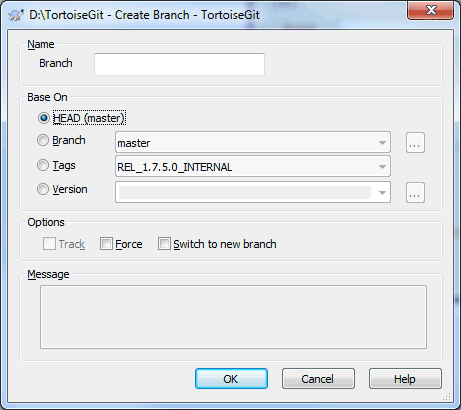 D:\TortoiseGit - Create Branch - TortoiseGit
Name
Branch
Base On
HEAD (master)
Branch master ...
Tags REL_1.7.5.0_INTERNAL
Version ...
Options
Track Force Switch to new branch
Message
OK Cancel Help